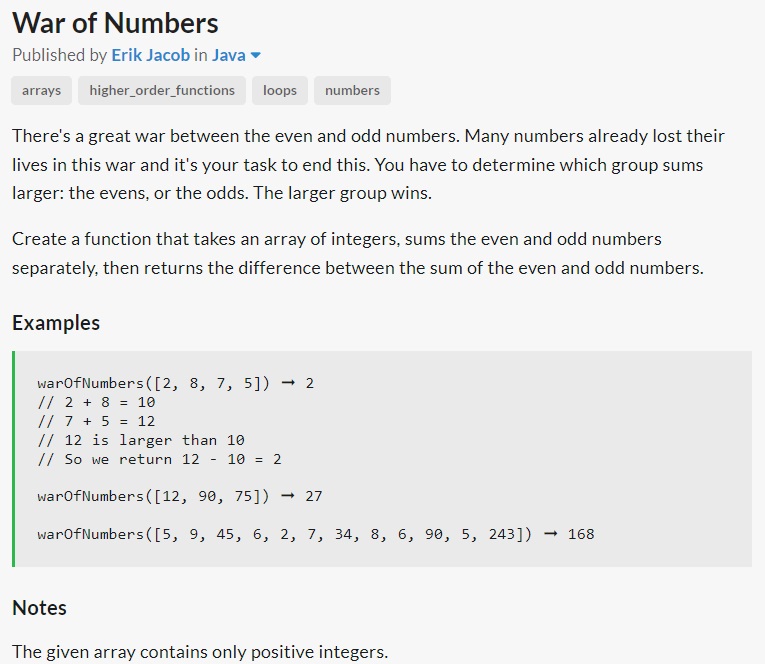 War of Numbers
Published by Erik Jacob in Java
arrays higher_order_functions loops numbers
There's a great war between the even and odd numbers. Many numbers already lost their
lives in this war and it's your task to end this. You have to determine which group sums
larger: the evens, or the odds. The larger group wins.
Create a function that takes an array of integers, sums the even and odd numbers
separately, then returns the difference between the sum of the even and odd numbers.
Examples
warOfNumbers([2, 8, 7, 5]) ➞ 2
// 2 + 8 = 10
// 7 + 5 = 12
// 12 is larger than 10
// So we return 12 - 10 = 2
warOfNumbers([12, 90, 75]) ➞ 27
warOfNumbers([5, 9, 45, 6, 2, 7, 34, 8, 6, 90, 5, 243]) ➞ 168
Notes
The given array contains only positive integers.